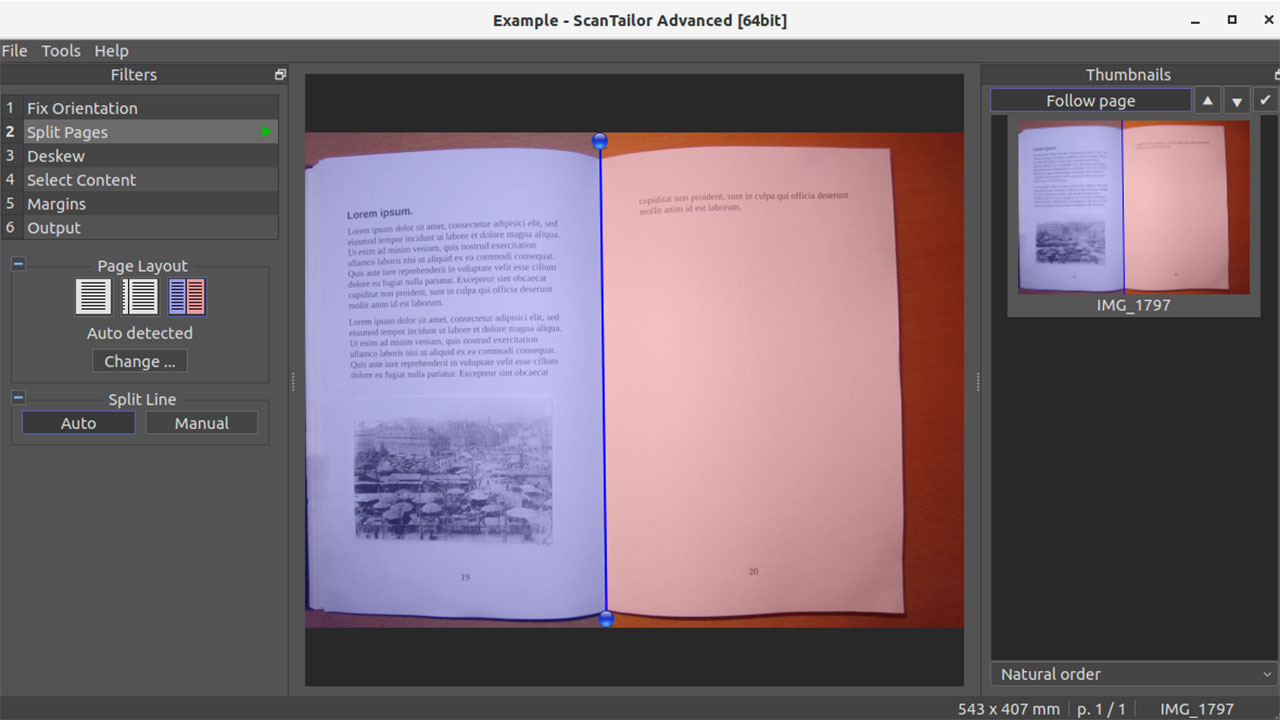 Example - ScanTailor Advanced [64bit]
File Tools Help
Filters
1 Fix Orientation
2 Split Pages
3 Deskew
4 Select Content
5 Margins
6 Output
Page Layout
Auto detected
Change ...
Split Line
Auto Manual
Lorem ipsum.
Lorem ipsum dolor sit amet, consectetur adipisici elit, sed
eiusmod tempor incidunt ut labore et dolore magna aliqua.
Ut enim ad minim veniam, quis nostrud exercitation
ullamco laboris nisi ut aliquid ex ea commodi consequat.
Quis aute iure reprehenderit in voluptate velit esse cillum
dolore eu fugiat nulla pariatur. Excepteur sint obcaecat
cupiditat non proident, sunt in culpa qui officia deserunt
mollit anim id est laborum.
Lorem ipsum dolor sit amet, consectetur adipisici elit, sed
eiusmod tempor incidunt ut labore et dolore magna aliqua.
Ut enim ad minim veniam, quis nostrud exercitation
ullamco laboris nisi ut aliquid ex ea commodi consequat.
Quis aute iure reprehenderit in voluptate velit esse cillum
dolore eu fugiat nulla pariatur. Excepteur sint obcaecat
19
cupiditat non proident, sunt in culpa qui officia deserunt
mollit anim id est laborum.
20
Thumbnails
Follow page
IMG_1797
Natural order
543 x 407 mm p. 1 / 1 IMG_1797